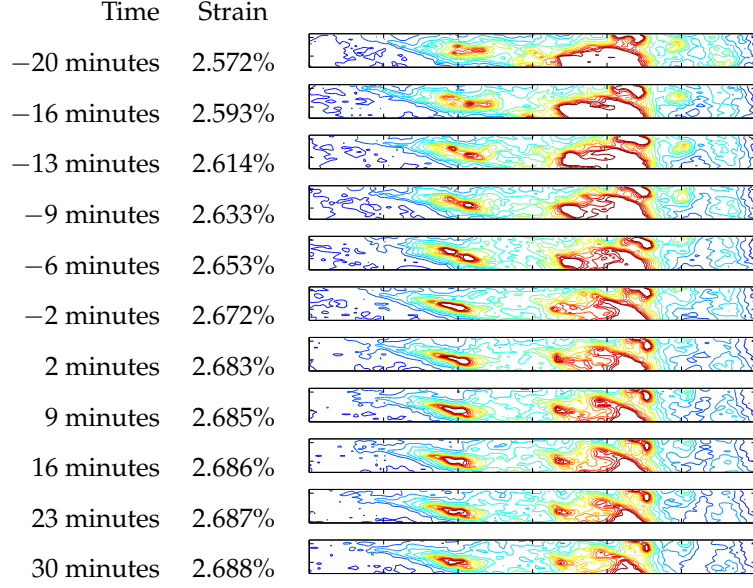 Time Strain
−20 minutes 2.572%
−16 minutes 2.593%
−13 minutes 2.614%
−9 minutes 2.633%
−6 minutes 2.653%
−2 minutes 2.672%
2 minutes 2.683%
9 minutes 2.685%
16 minutes 2.686%
23 minutes 2.687%
30 minutes 2.688%